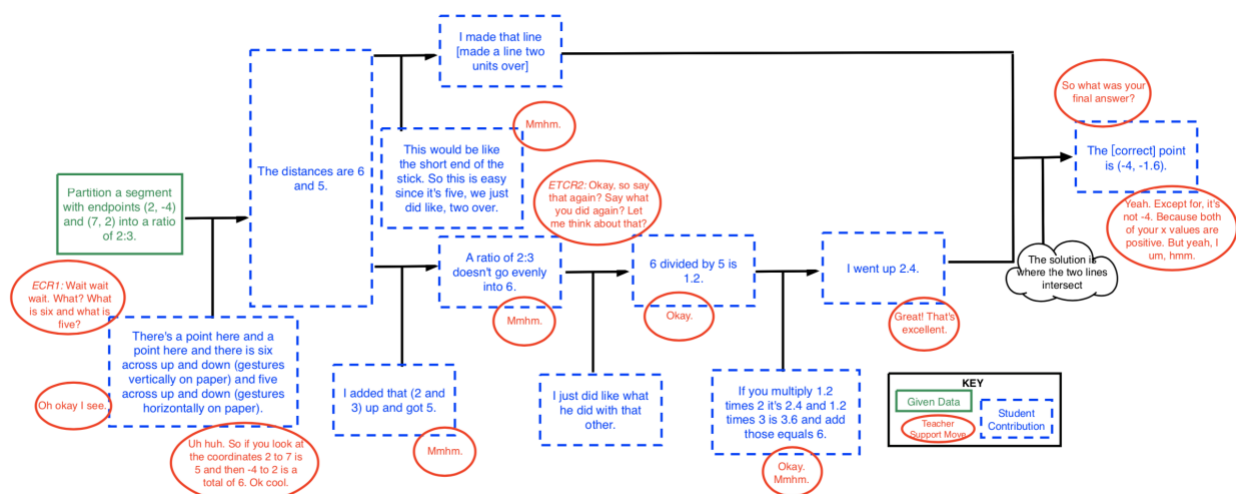 Partition a segment
with endpoints (2, -4)
and (7, 2) into a ratio
of 2:3.
ECR1: Wait wait
wait. What? What
is six and what is
five?
There's a point here and a
point here and there is six
across up and down (gestures
vertically on paper) and five
across up and down (gestures
horizontally on paper).
Oh okay I see.
Uh huh. So if you look at
the coordinates 2 to 7 is
5 and then -4 to 2 is a
total of 6. Ok cool.
The distances are 6
and 5.
I made that line
[made a line two
units over]
This would be like
the short end of the
stick. So this is easy
since it's five, we just
did like, two over.
Mmhm.
A ratio of 2:3
doesn't go evenly
into 6.
Mmhm.
I added that (2 and
3) up and got 5.
Mmhm.
ETCR2: Okay, so say
that again? Say what
you did again? Let
me think about that?
6 divided by 5 is
1.2.
Okay.
I just did like what
he did with that
other.
If you multiply 1.2
times 2 it's 2.4 and 1.2
times 3 is 3.6 and add
those equals 6.
Okay.
Mmhm.
I went up 2.4.
Great! That's
excellent.
The solution is
where the two lines
intersect
So what was your
final answer?
The [correct] point
is (-4, -1.6).
Yeah. Except for, it's
not -4. Because both
of your x values are
positive. But yeah, I
um, hmm.
KEY
Given Data
Teacher
Support Move
Student
Contribution